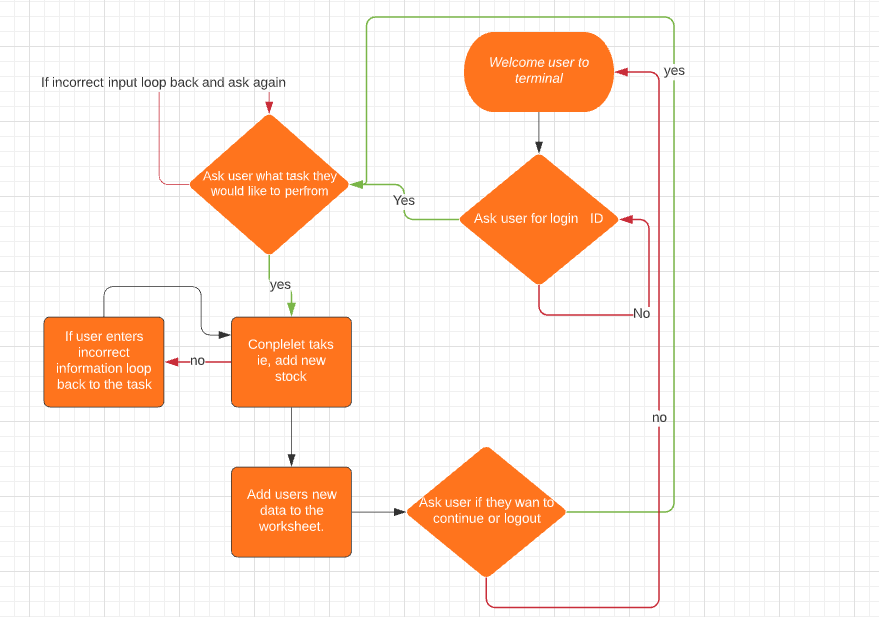 Welcome user to
terminal
yes
If incorrect input loop back and ask again
Ask user what task they
would like to perfrom
Yes
Ask user for login ID
yes
No
If user enters
incorrect
information loop
back to the task
no
Conplelet taks
ie, add new
stock
no
Add users new
data to the
worksheet.
Ask user if they wan to
continue or logout